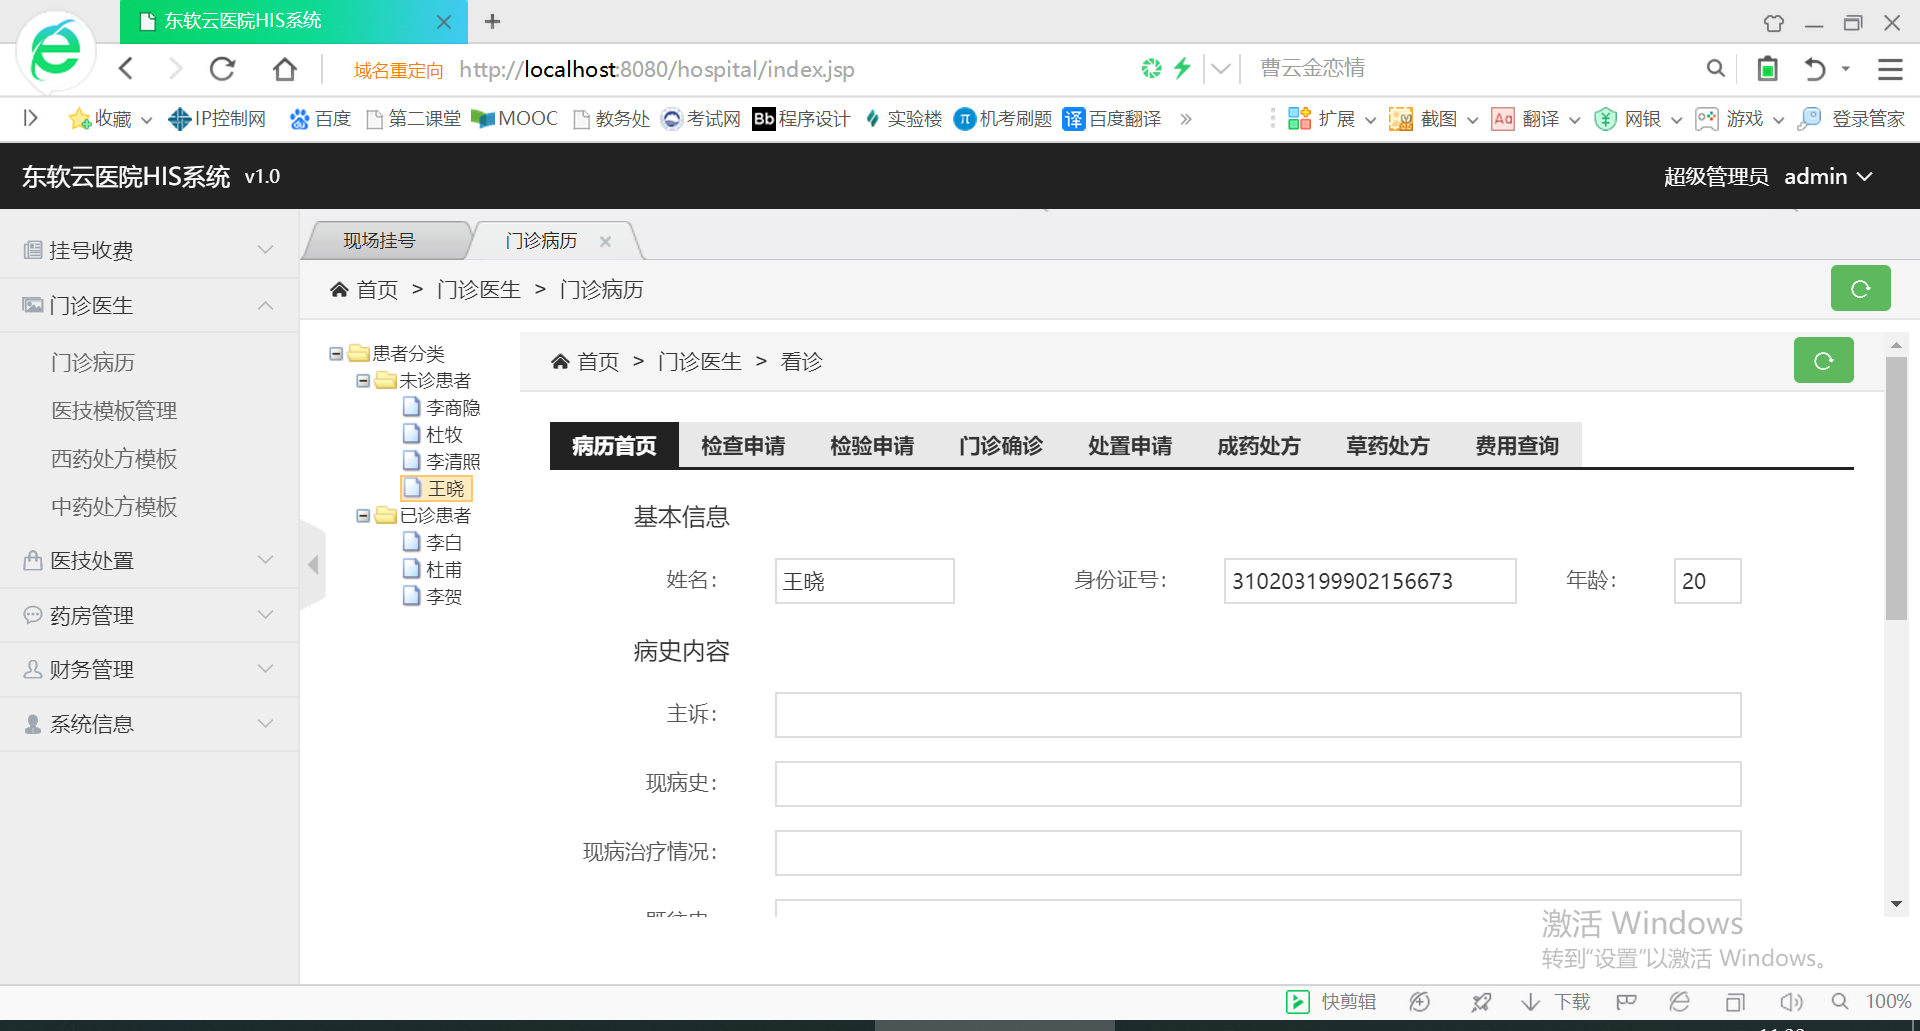 东软云医院HIS系统
域名重定向 http://localhost:8080/hospital/index.jsp 曹云金恋情
收藏 IP控制网 百度 第二课堂 MOOC 教务处 考试网 Bb 程序设计 实验楼 π 机考刷题 译 百度翻译 » 扩展 截图 Aa 翻译 网银 游戏 登录管家
东软云医院HIS系统 v1.0 超级管理员 admin
挂号收费
门诊医生
门诊病历
医技模板管理
西药处方模板
中药处方模板
医技处置
药房管理
财务管理
系统信息
现场挂号 门诊病历
首页 > 门诊医生 > 门诊病历
患者分类
未诊患者
李商隐
杜牧
李清照
王晓
已诊患者
李白
杜甫
李贺
首页 > 门诊医生 > 看诊
病历首页 检查申请 检验申请 门诊确诊 处置申请 成药处方 草药处方 费用查询
基本信息
姓名: 王晓 身份证号: 310203199902156673 年龄: 20
病史内容
主诉:
现病史:
现病治疗情况:
激活 Windows
转到“设置”以激活 Windows。
快剪辑 下载 100%